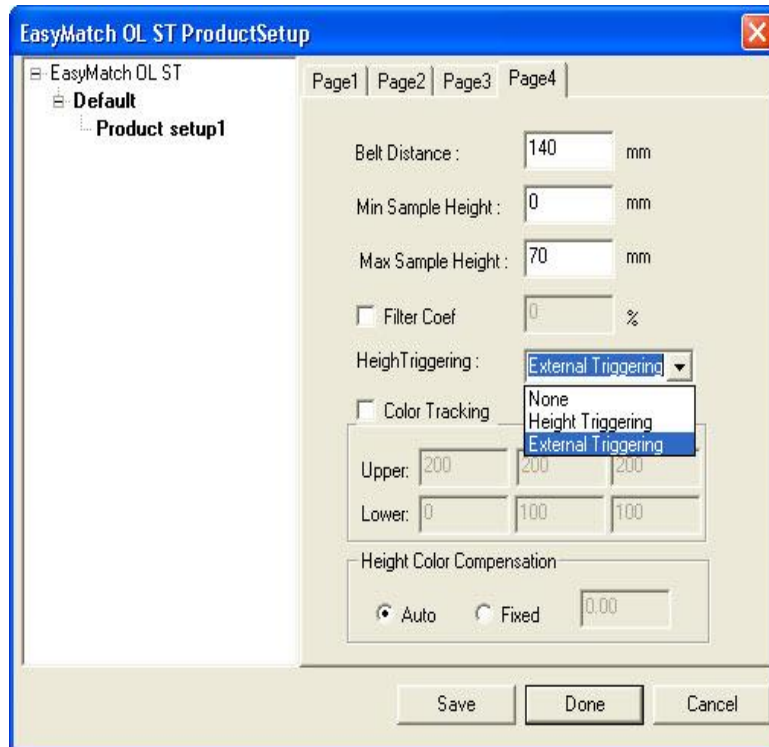 EasyMatch OL ST ProductSetup
EasyMatch OL ST
Default
Product setup1
Page1 Page2 Page3 Page4
Belt Distance : 140 mm
Min Sample Height : 0 mm
Max Sample Height : 70 mm
Filter Coef 0 %
HeighTriggering : External Triggering
None
Height Triggering
External Triggering
Color Tracking
Upper: 200 200 200
Lower: 0 100 100
Height Color Compensation
Auto Fixed 0.00
Save Done Cancel